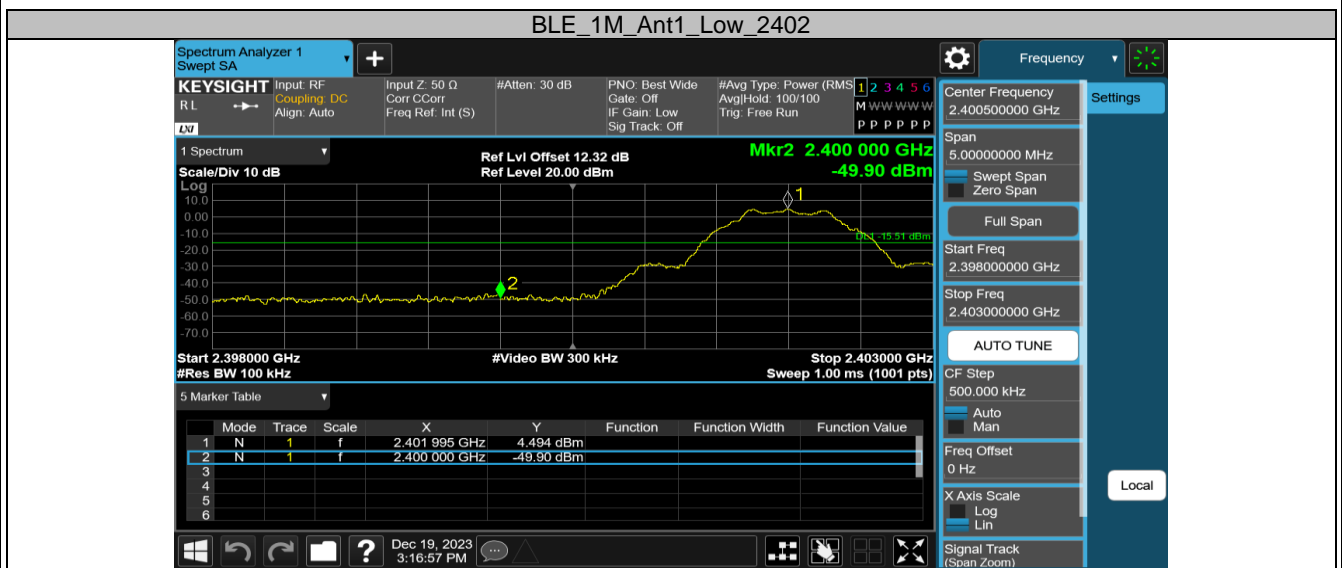 BLE_1M_Ant1_Low_2402
Spectrum Analyzer 1
Swept SA
Frequency
KEYSIGHT
R L
LXI
Input: RF
Coupling: DC
Align: Auto
Input Z: 50 Ω
Corr CCorr
Freq Ref: Int (S)
#Atten: 30 dB
PNO: Best Wide
Gate: Off
IF Gain: Low
Sig Track: Off
#Avg Type: Power (RMS
Avg|Hold: 100/100
Trig: Free Run
1 2 3 4 5 6
M W W W W W
P P P P P P
1 Spectrum
Scale/Div 10 dB
Ref Lvl Offset 12.32 dB
Ref Level 20.00 dBm
Mkr2 2.400 000 GHz
-49.90 dBm
Log
10.0
0.00
-10.0
-20.0
-30.0
-40.0
-50.0
-60.0
-70.0
1
2
DL1 -15.51 dBm
Start 2.398000 GHz
#Res BW 100 kHz
#Video BW 300 kHz
Stop 2.403000 GHz
Sweep 1.00 ms (1001 pts)
5 Marker Table
Mode Trace Scale X Y Function Function Width Function Value
1 N 1 f 2.401 995 GHz 4.494 dBm
2 N 1 f 2.400 000 GHz -49.90 dBm
3
4
5
6
Dec 19, 2023
3:16:57 PM
Center Frequency
2.400500000 GHz
Settings
Span
5.00000000 MHz
Swept Span
Zero Span
Full Span
Start Freq
2.398000000 GHz
Stop Freq
2.403000000 GHz
AUTO TUNE
CF Step
500.000 kHz
Auto
Man
Freq Offset
0 Hz
X Axis Scale
Log
Lin
Local
Signal Track
(Span Zoom)